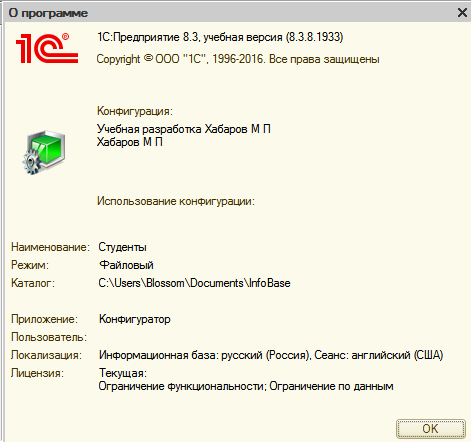 О программе
1С® 1С:Предприятие 8.3, учебная версия (8.3.8.1933)
Copyright © ООО "1С", 1996-2016. Все права защищены
Конфигурация:
Учебная разработка Хабаров М П
Хабаров М П
Использование конфигурации:
Наименование: Студенты
Режим: Файловый
Каталог: C:\Users\Blossom\Documents\InfoBase
Приложение: Конфигуратор
Пользователь:
Локализация: Информационная база: русский (Россия), Сеанс: английский (США)
Лицензия: Текущая:
Ограничение функциональности; Ограничение по данным
OK